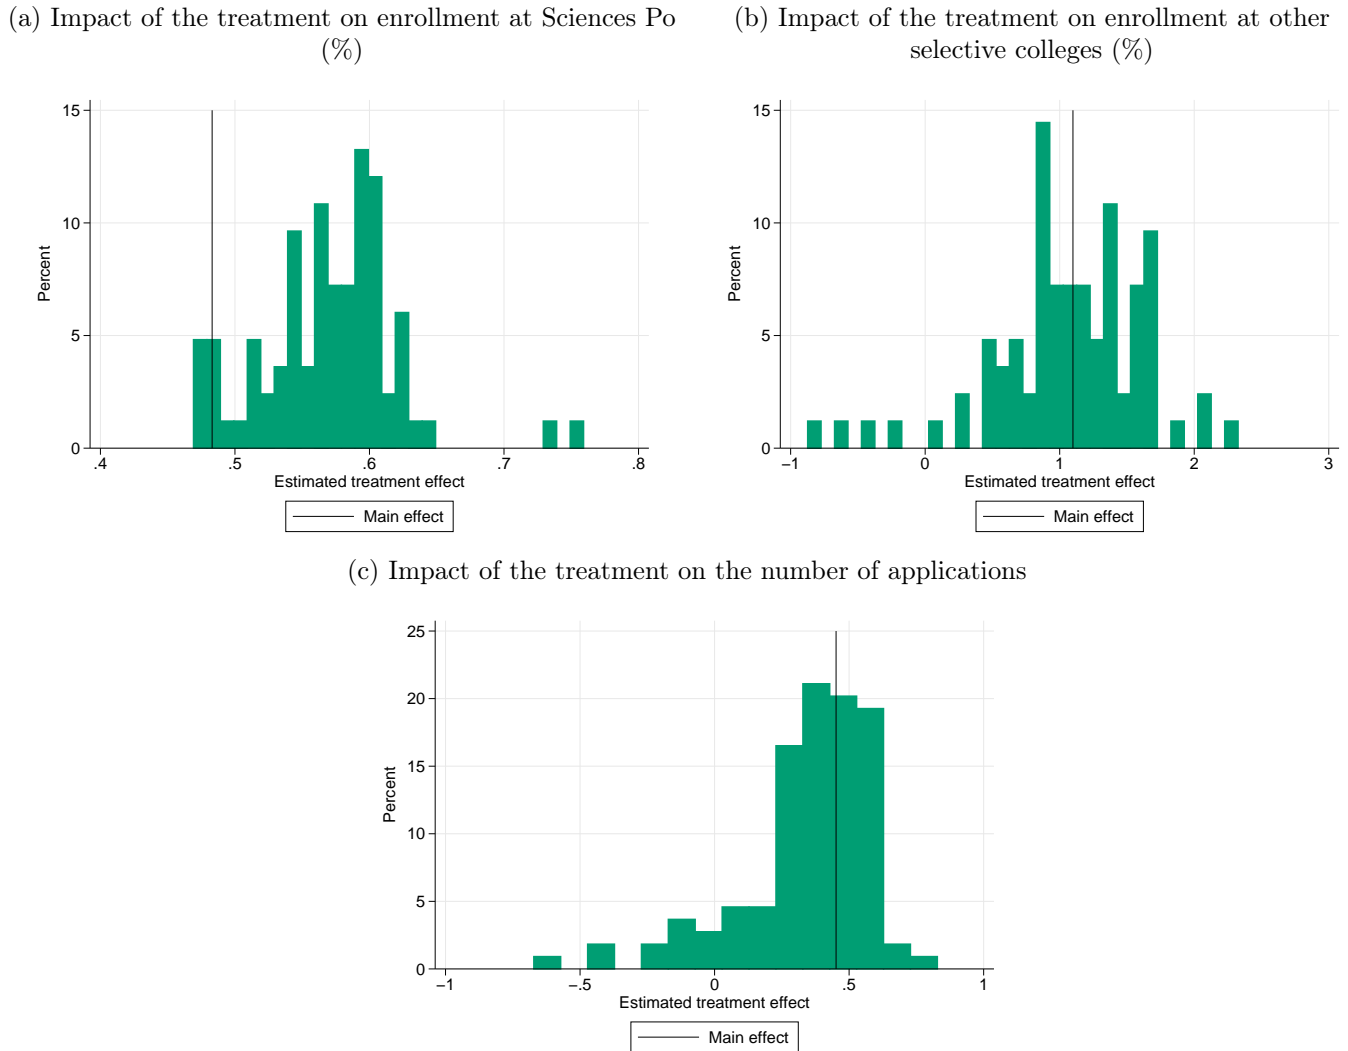 (a) Impact of the treatment on enrollment at Sciences Po
(%)
15
10
5
0
Percent
.4 .5 .6 .7 .8
Estimated treatment effect
Main effect
(b) Impact of the treatment on enrollment at other
selective colleges (%)
15
10
5
0
Percent
−1 0 1 2 3
Estimated treatment effect
Main effect
(c) Impact of the treatment on the number of applications
25
20
15
10
5
0
Percent
−1 −.5 0 .5 1
Estimated treatment effect
Main effect